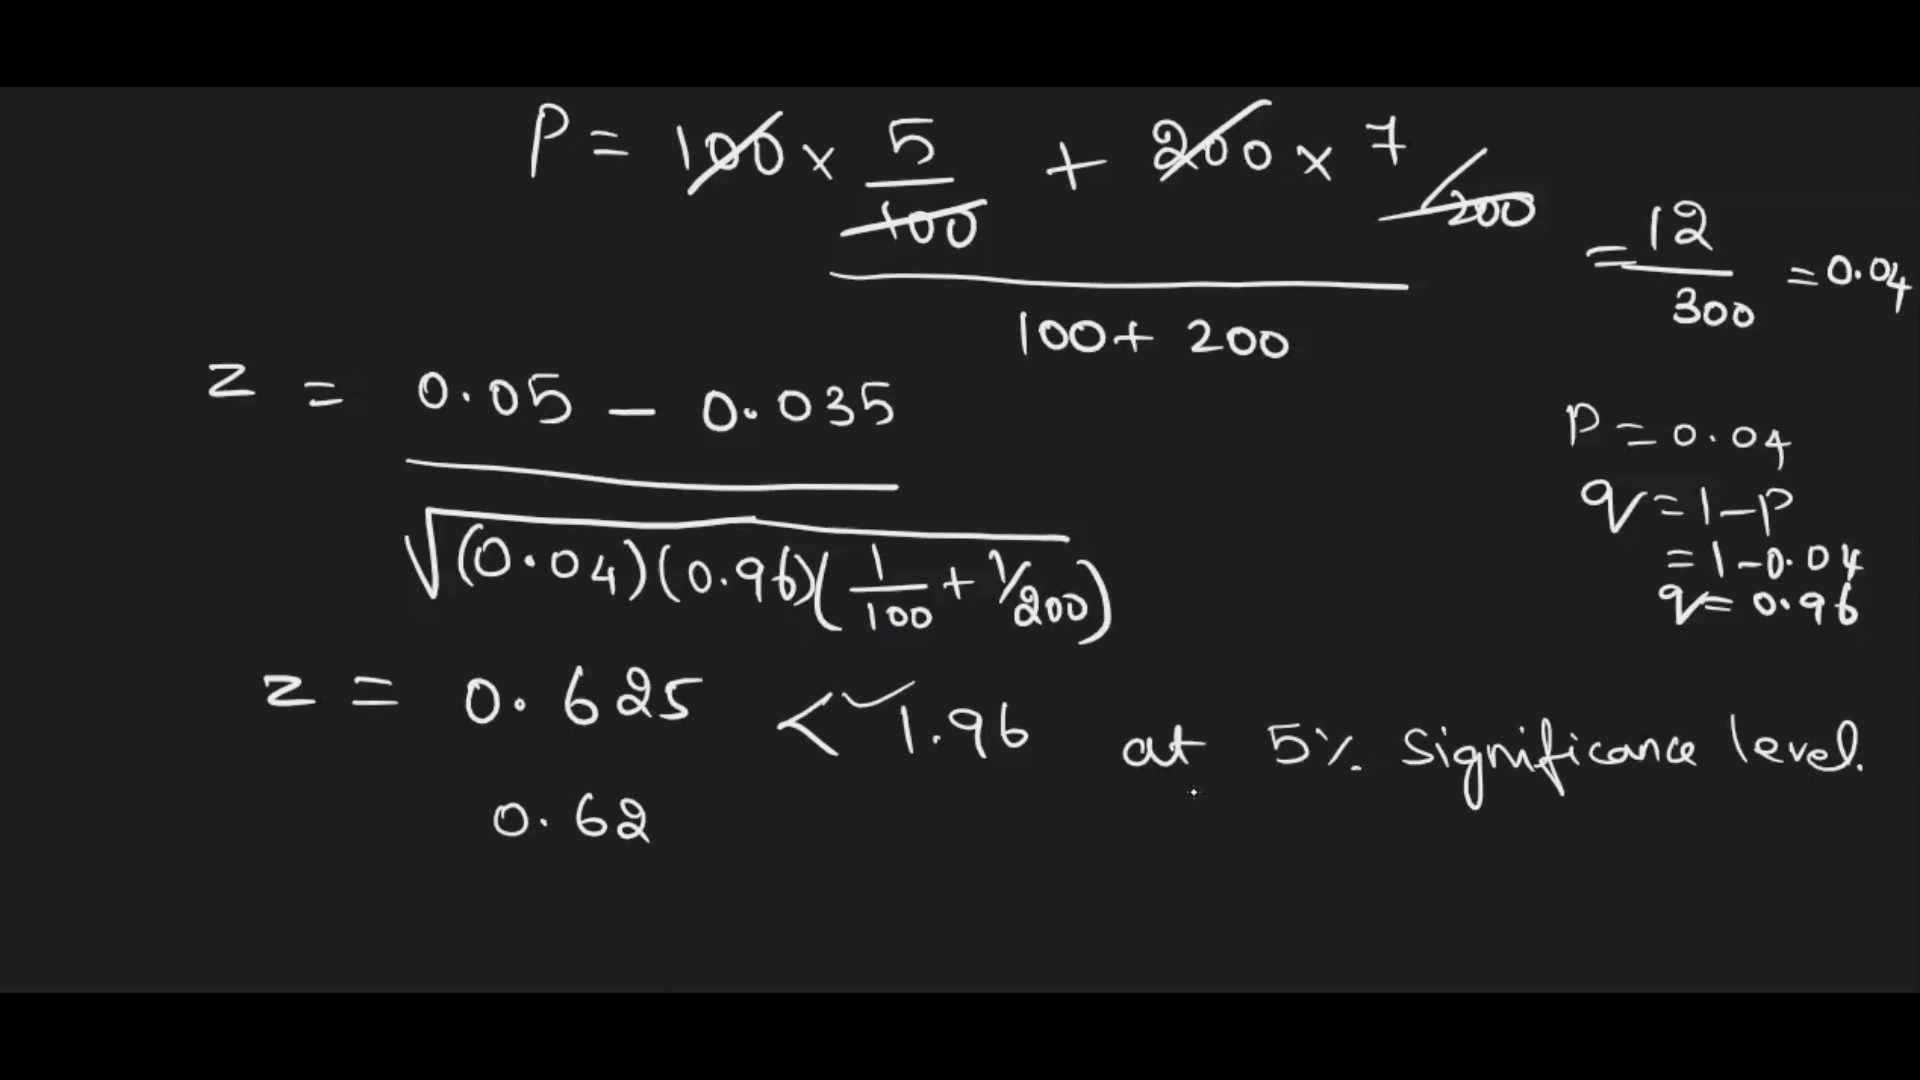 P = 100 × 5/100 + 200 × 7/200
100 + 200
= 12/300 = 0.04
z = 0.05 - 0.035
√(0.04)(0.96)(1/100 + 1/200)
P = 0.04
q = 1-P
= 1-0.04
q = 0.96
z = 0.625 < 1.96 at 5% significance level.
0.62